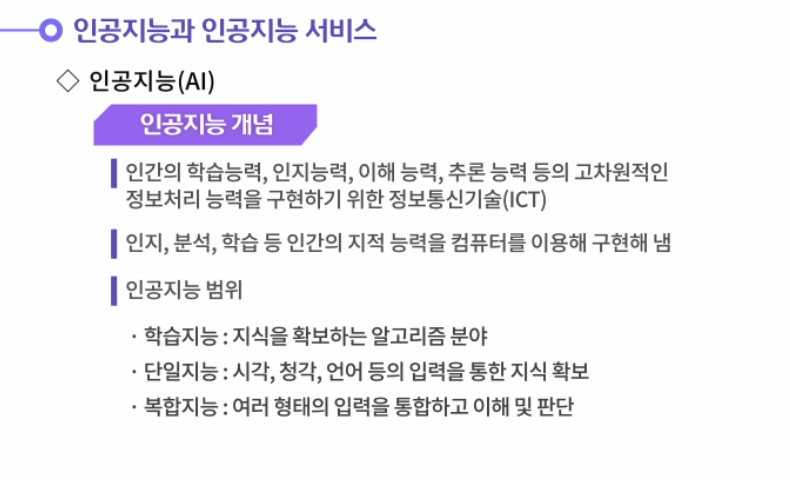 인공지능과 인공지능 서비스
◇ 인공지능(AI)
인공지능 개념
인간의 학습능력, 인지능력, 이해 능력, 추론 능력 등의 고차원적인
정보처리 능력을 구현하기 위한 정보통신기술(ICT)
인지, 분석, 학습 등 인간의 지적 능력을 컴퓨터를 이용해 구현해 냄
인공지능 범위
· 학습지능 : 지식을 확보하는 알고리즘 분야
· 단일지능 : 시각, 청각, 언어 등의 입력을 통한 지식 확보
· 복합지능 : 여러 형태의 입력을 통합하고 이해 및 판단